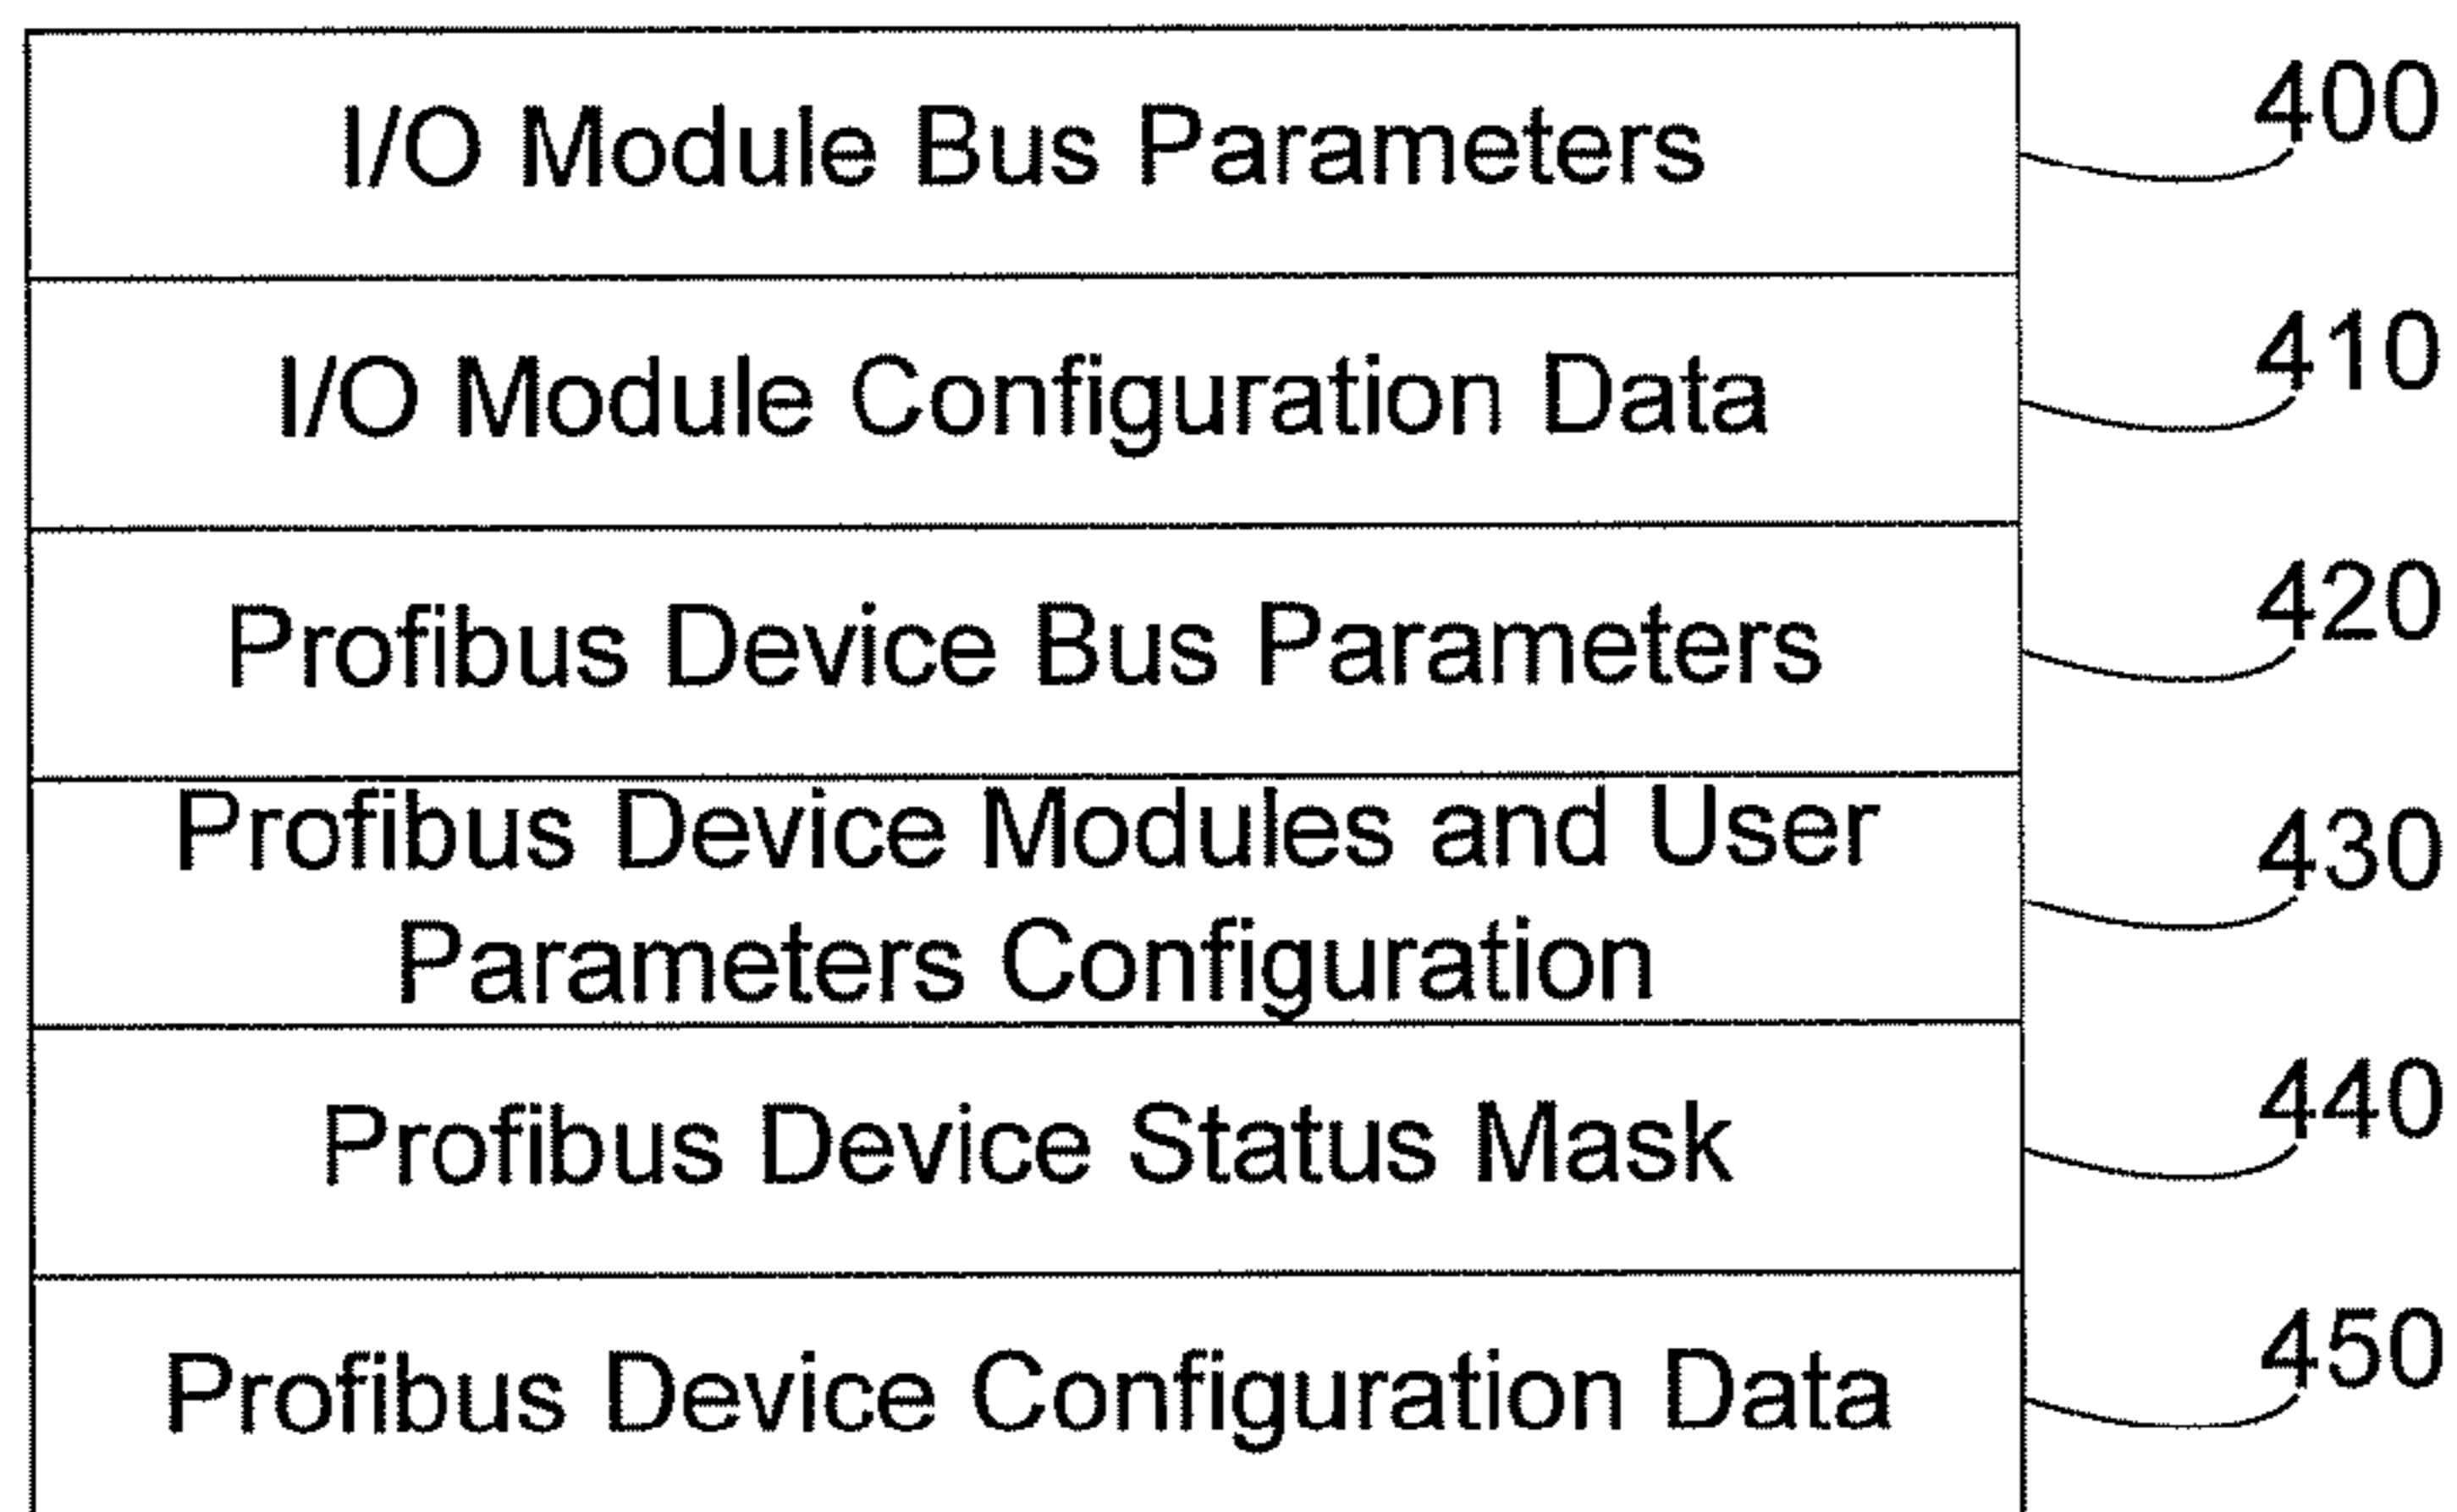 I/O Module Bus Parameters 400
I/O Module Configuration Data 410
Profibus Device Bus Parameters 420
Profibus Device Modules and User
Parameters Configuration 430
Profibus Device Status Mask 440
Profibus Device Configuration Data 450